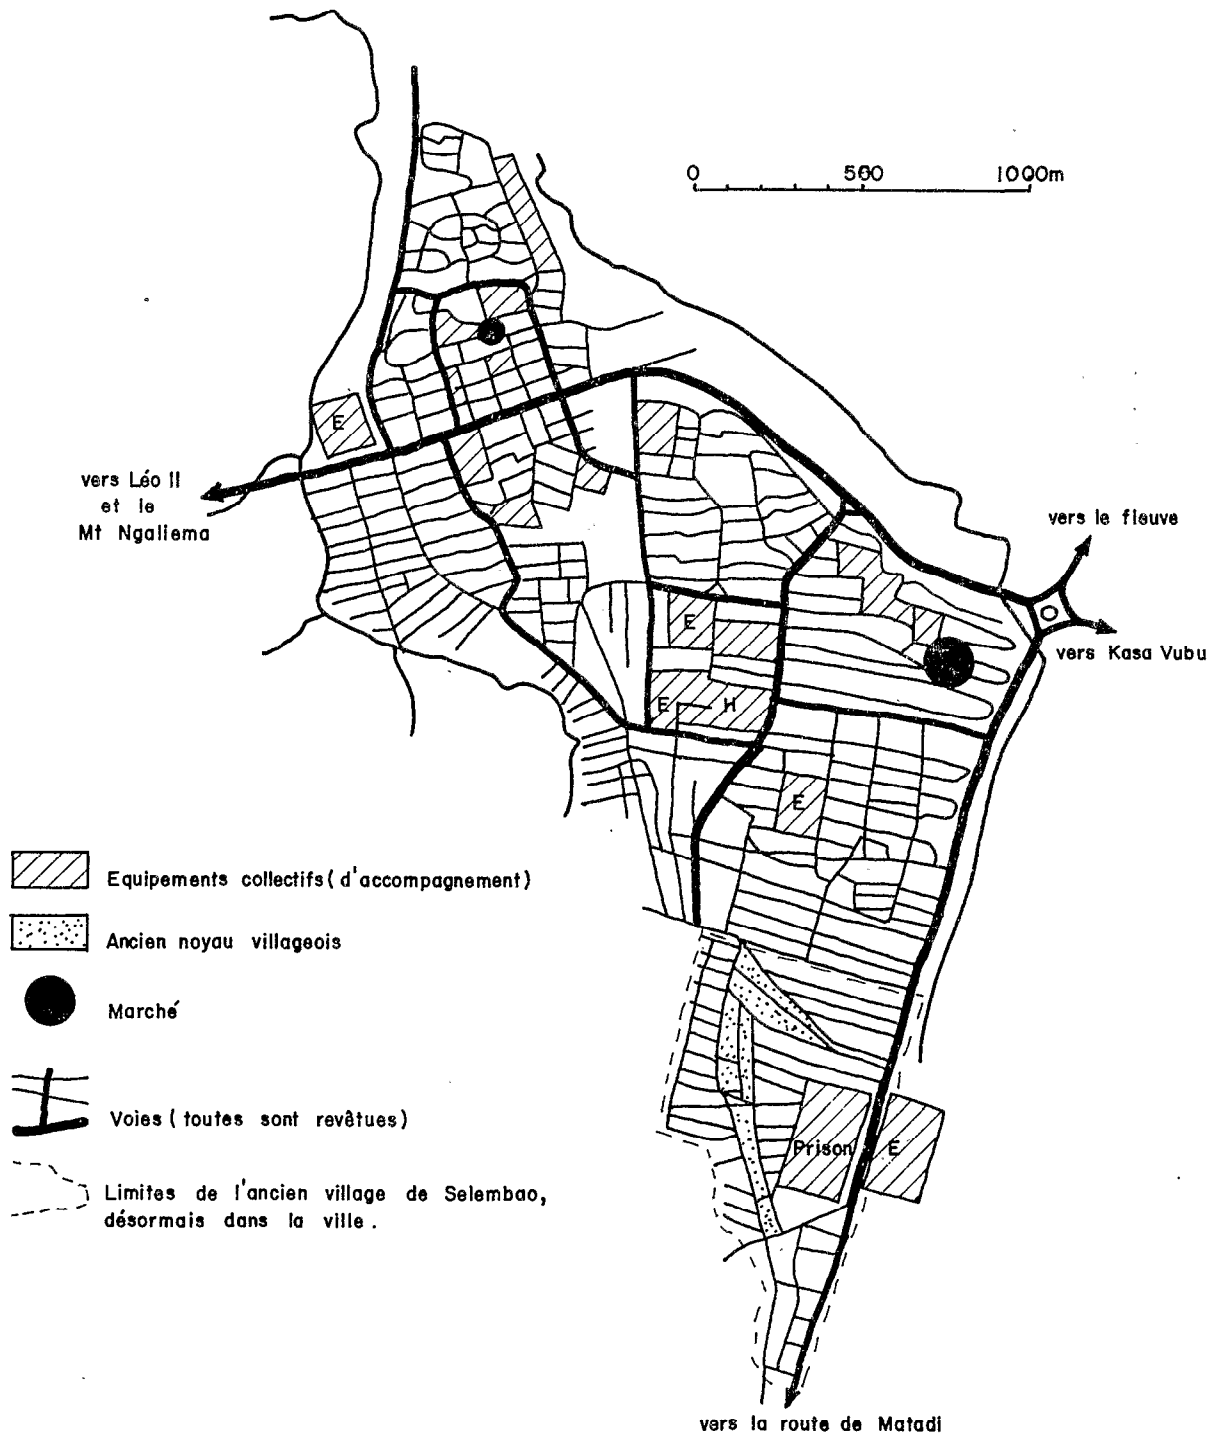 0 500 1000m
E
vers Léo II
et le
Mt Ngaliema
vers le fleuve
vers Kasa Vubu
E
E H
E
Equipements collectifs (d'accompagnement)
Ancien noyau villageois
Marché
Voies (toutes sont revêtues)
Prison E
Limites de l'ancien village de Selembao,
désormais dans la ville.
vers la route de Matadi